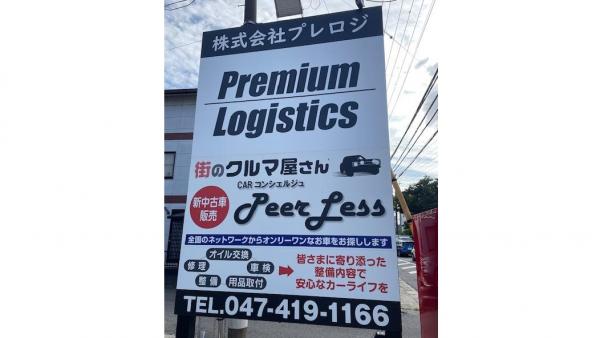 株式会社プレロジ
Premium
Logistics
街のクルマ屋さん
CAR コンシェルジュ
新中古車
販売
PeerLess
全国のネットワークからオンリーワンなお車をお探しします
オイル交換
修理
車検
整備
用品取付
皆さまに寄り添った
整備内容で
安心なカーライフを
TEL.047-419-1166